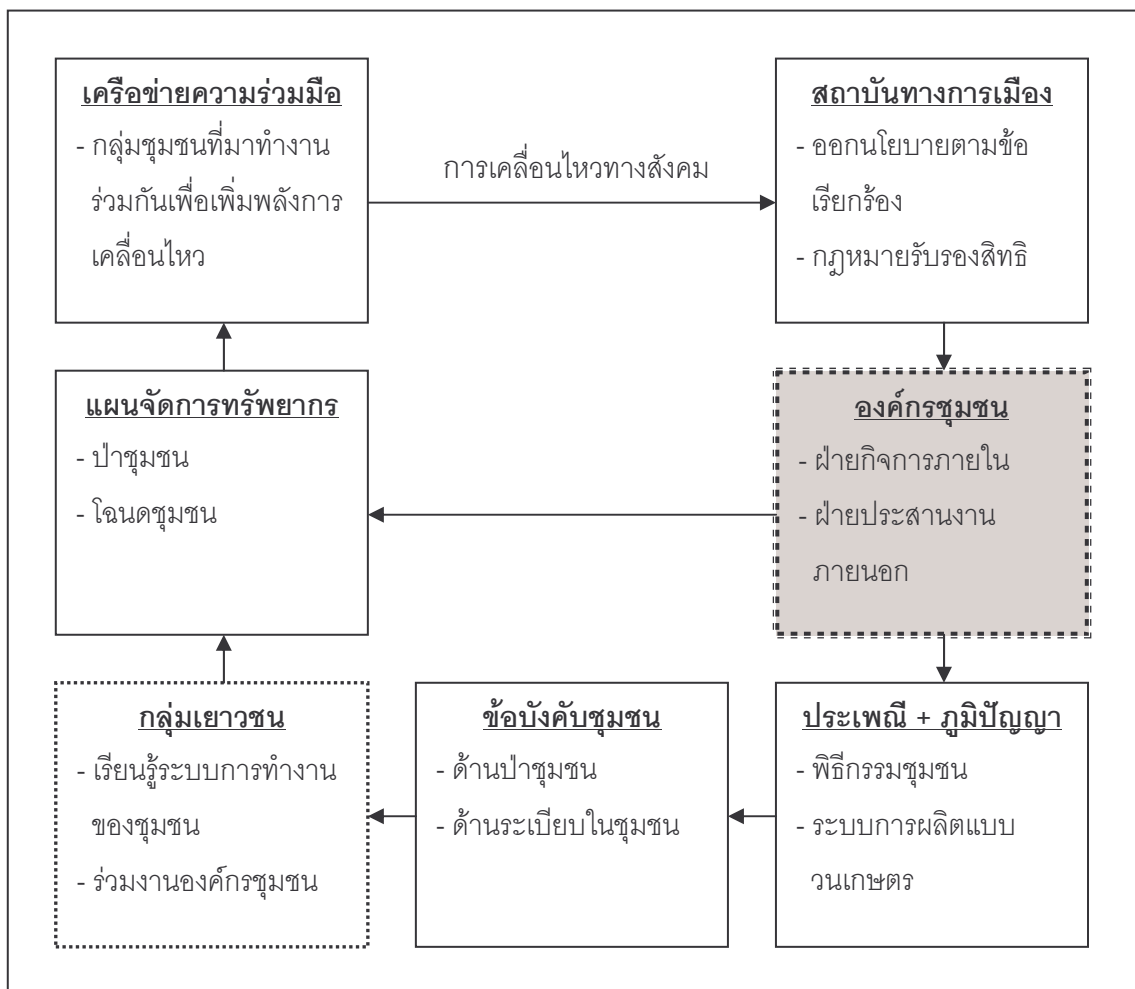 เครือข่ายความร่วมมือ
- กลุ่มชุมชนที่มาทำงาน
ร่วมกันเพื่อเพิ่มพลังการ
เคลื่อนไหว
การเคลื่อนไหวทางสังคม
สถาบันทางการเมือง
- ออกนโยบายตามข้อ
เรียกร้อง
- กฎหมายรับรองสิทธิ
แผนจัดการทรัพยากร
- ป่าชุมชน
- โฉนดชุมชน
องค์กรชุมชน
- ฝ่ายกิจการภายใน
- ฝ่ายประสานงาน
ภายนอก
กลุ่มเยาวชน
- เรียนรู้ระบบการทำงาน
ของชุมชน
- ร่วมงานองค์กรชุมชน
ข้อบังคับชุมชน
- ด้านป่าชุมชน
- ด้านระเบียบในชุมชน
ประเพณี + ภูมิปัญญา
- พิธีกรรมชุมชน
- ระบบการผลิตแบบ
วนเกษตร